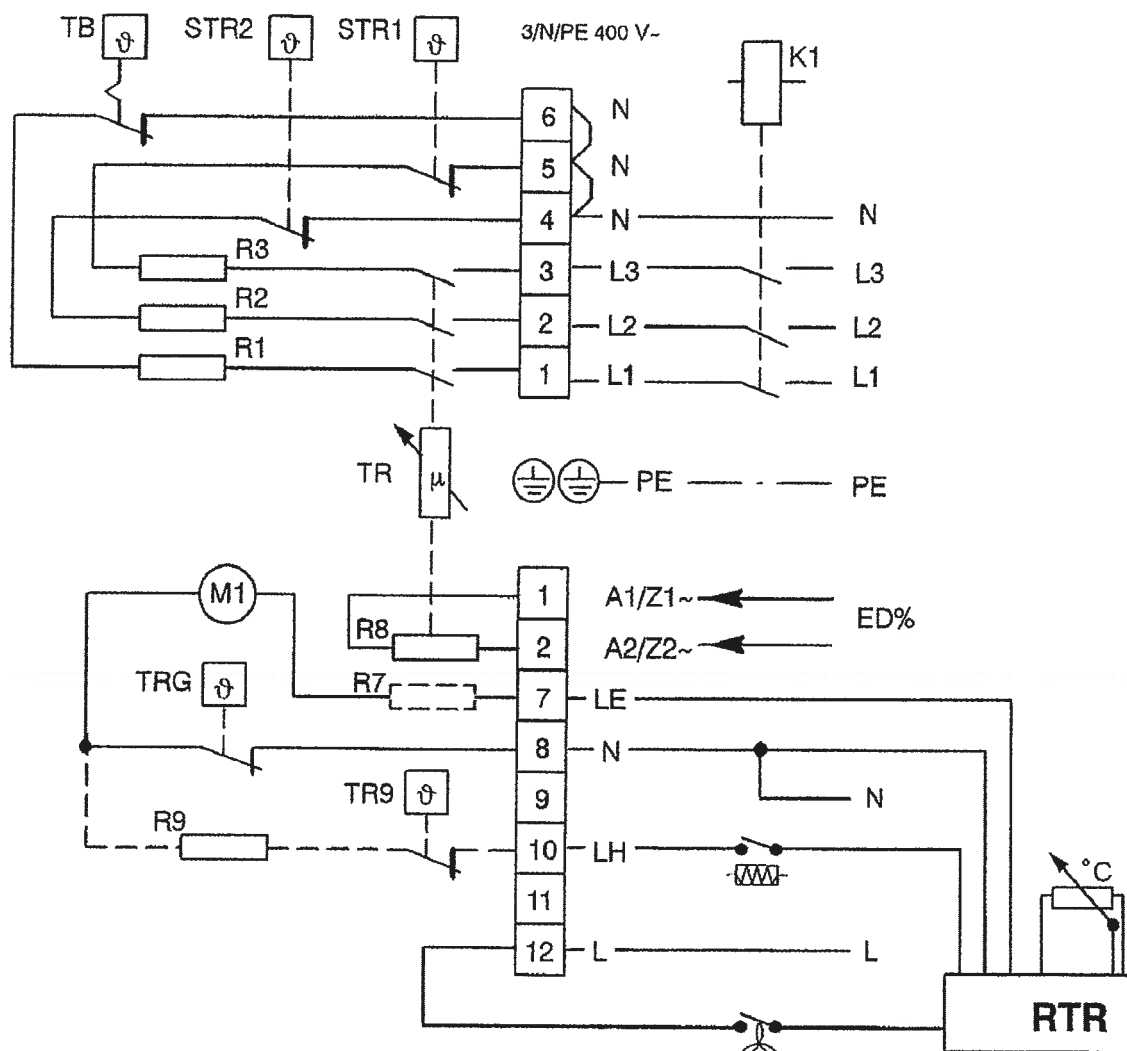 TB ϑ STR2 ϑ STR1 ϑ 3/N/PE 400 V~ K1
6 N
5 N
4 N N
R3 3 L3 L3
R2 2 L2 L2
R1 1 L1 L1
TR µ PE PE
M1 1 A1/Z1~ ED%
R8 2 A2/Z2~
TRG ϑ R7 7 LE
8 N
TR9 ϑ 9 N
R9 10 LH
11 °C
12 L L
RTR